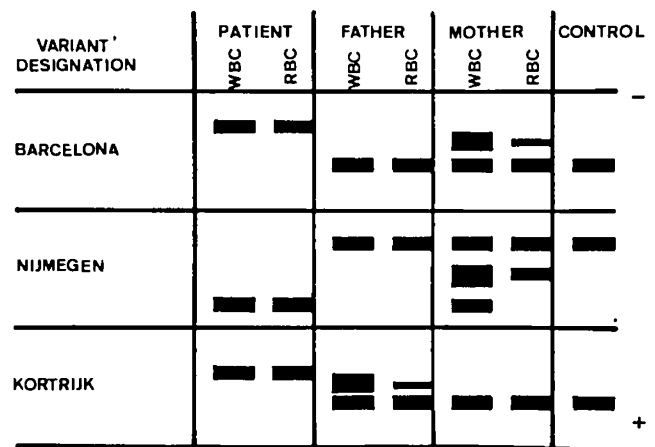 VARIANT' DESIGNATION
PATIENT
FATHER
MOTHER
CONTROL
WBC
RBC
WBC
RBC
WBC
RBC
−
BARCELONA
NIJMEGEN
KORTRIJK
+